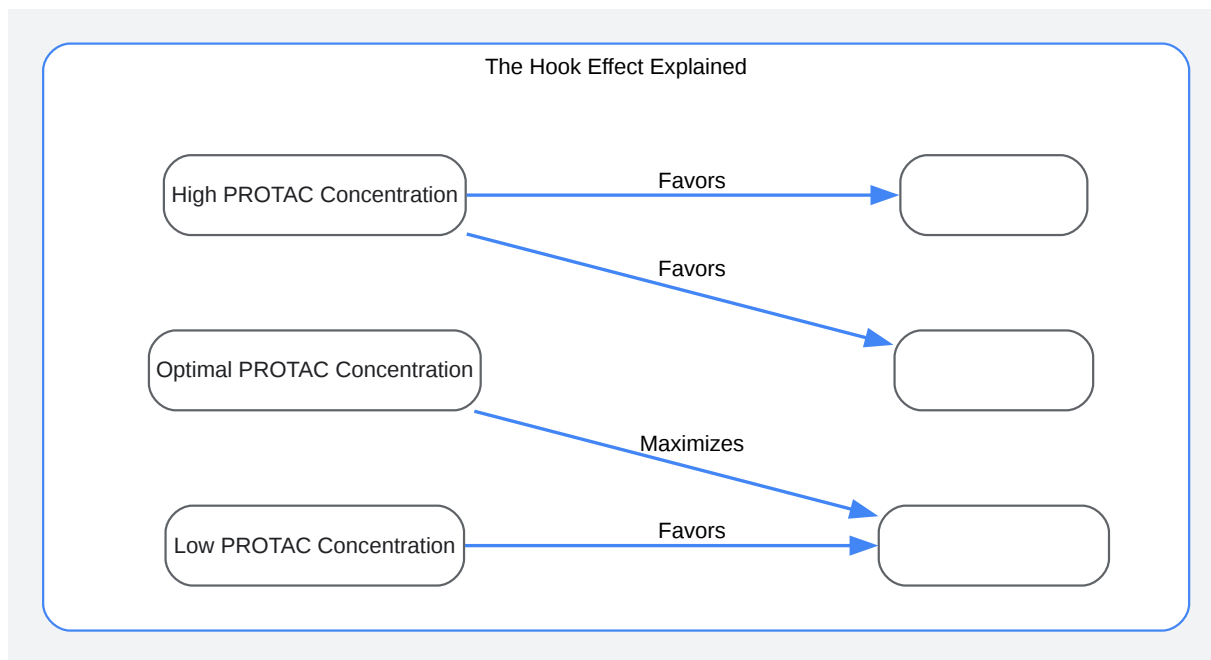 The Hook Effect Explained
High PROTAC Concentration
Favors
Favors
Optimal PROTAC Concentration
Maximizes
Low PROTAC Concentration
Favors